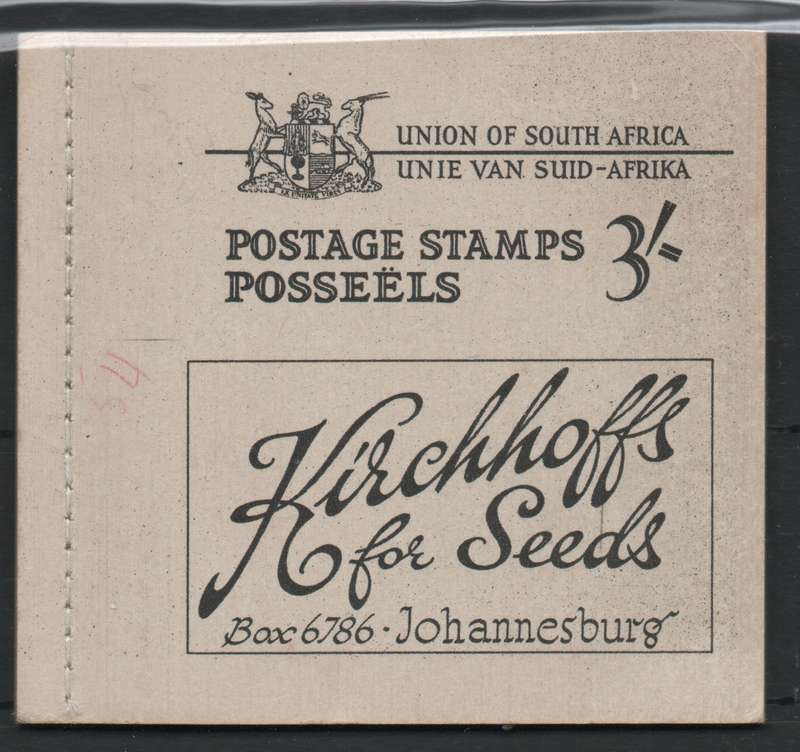 UNION OF SOUTH AFRICA
UNIE VAN SUID-AFRIKA
POSTAGE STAMPS 3/=
POSSEËLS
Kirchhoffs
for Seeds
Box 6786 · Johannesburg